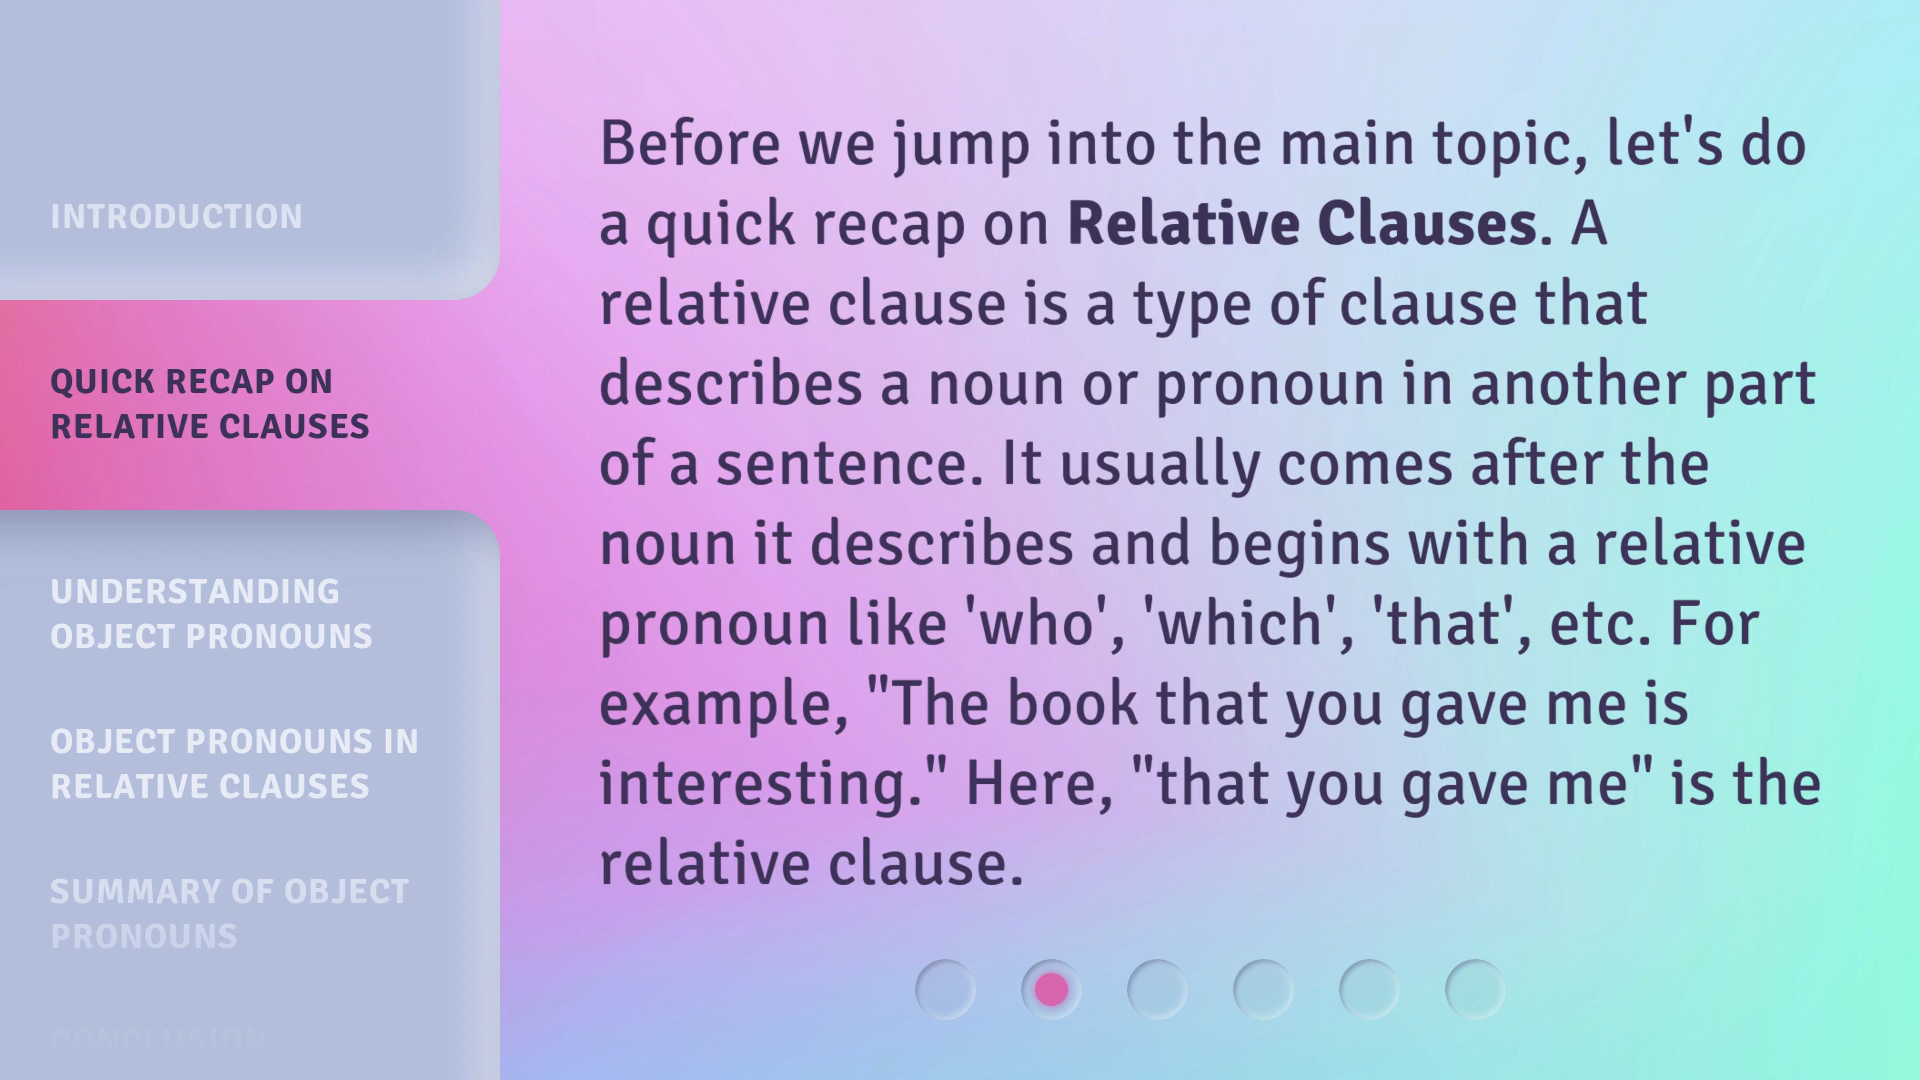 INTRODUCTION
QUICK RECAP ON
RELATIVE CLAUSES
UNDERSTANDING
OBJECT PRONOUNS
OBJECT PRONOUNS IN
RELATIVE CLAUSES
SUMMARY OF OBJECT
PRONOUNS
CONCLUSION
Before we jump into the main topic, let's do
a quick recap on Relative Clauses. A
relative clause is a type of clause that
describes a noun or pronoun in another part
of a sentence. It usually comes after the
noun it describes and begins with a relative
pronoun like 'who', 'which', 'that', etc. For
example, "The book that you gave me is
interesting." Here, "that you gave me" is the
relative clause.